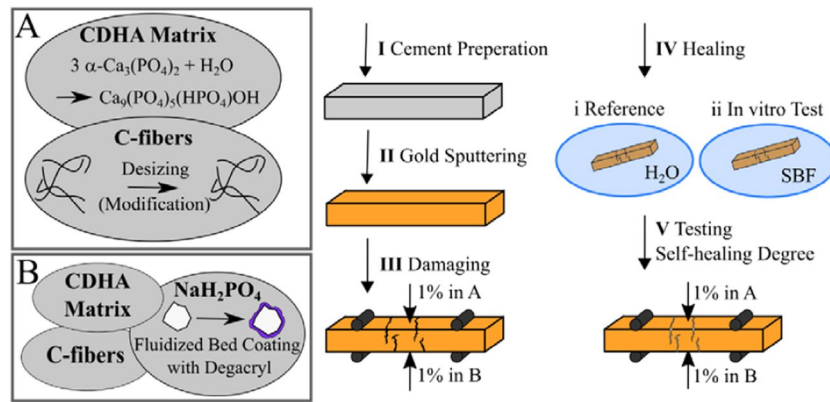 A
CDHA Matrix
3 α-Ca₃(PO₄)₂ + H₂O
Ca₉(PO₄)₅(HPO₄)OH
C-fibers
Desizing
(Modification)
B
CDHA
Matrix
C-fibers
NaH₂PO₄
Fluidized Bed Coating
with Degacryl
I Cement Preperation
II Gold Sputtering
III Damaging
1% in A
1% in B
IV Healing
i Reference
H₂O
ii In vitro Test
SBF
V Testing
Self-healing Degree
1% in A
1% in B